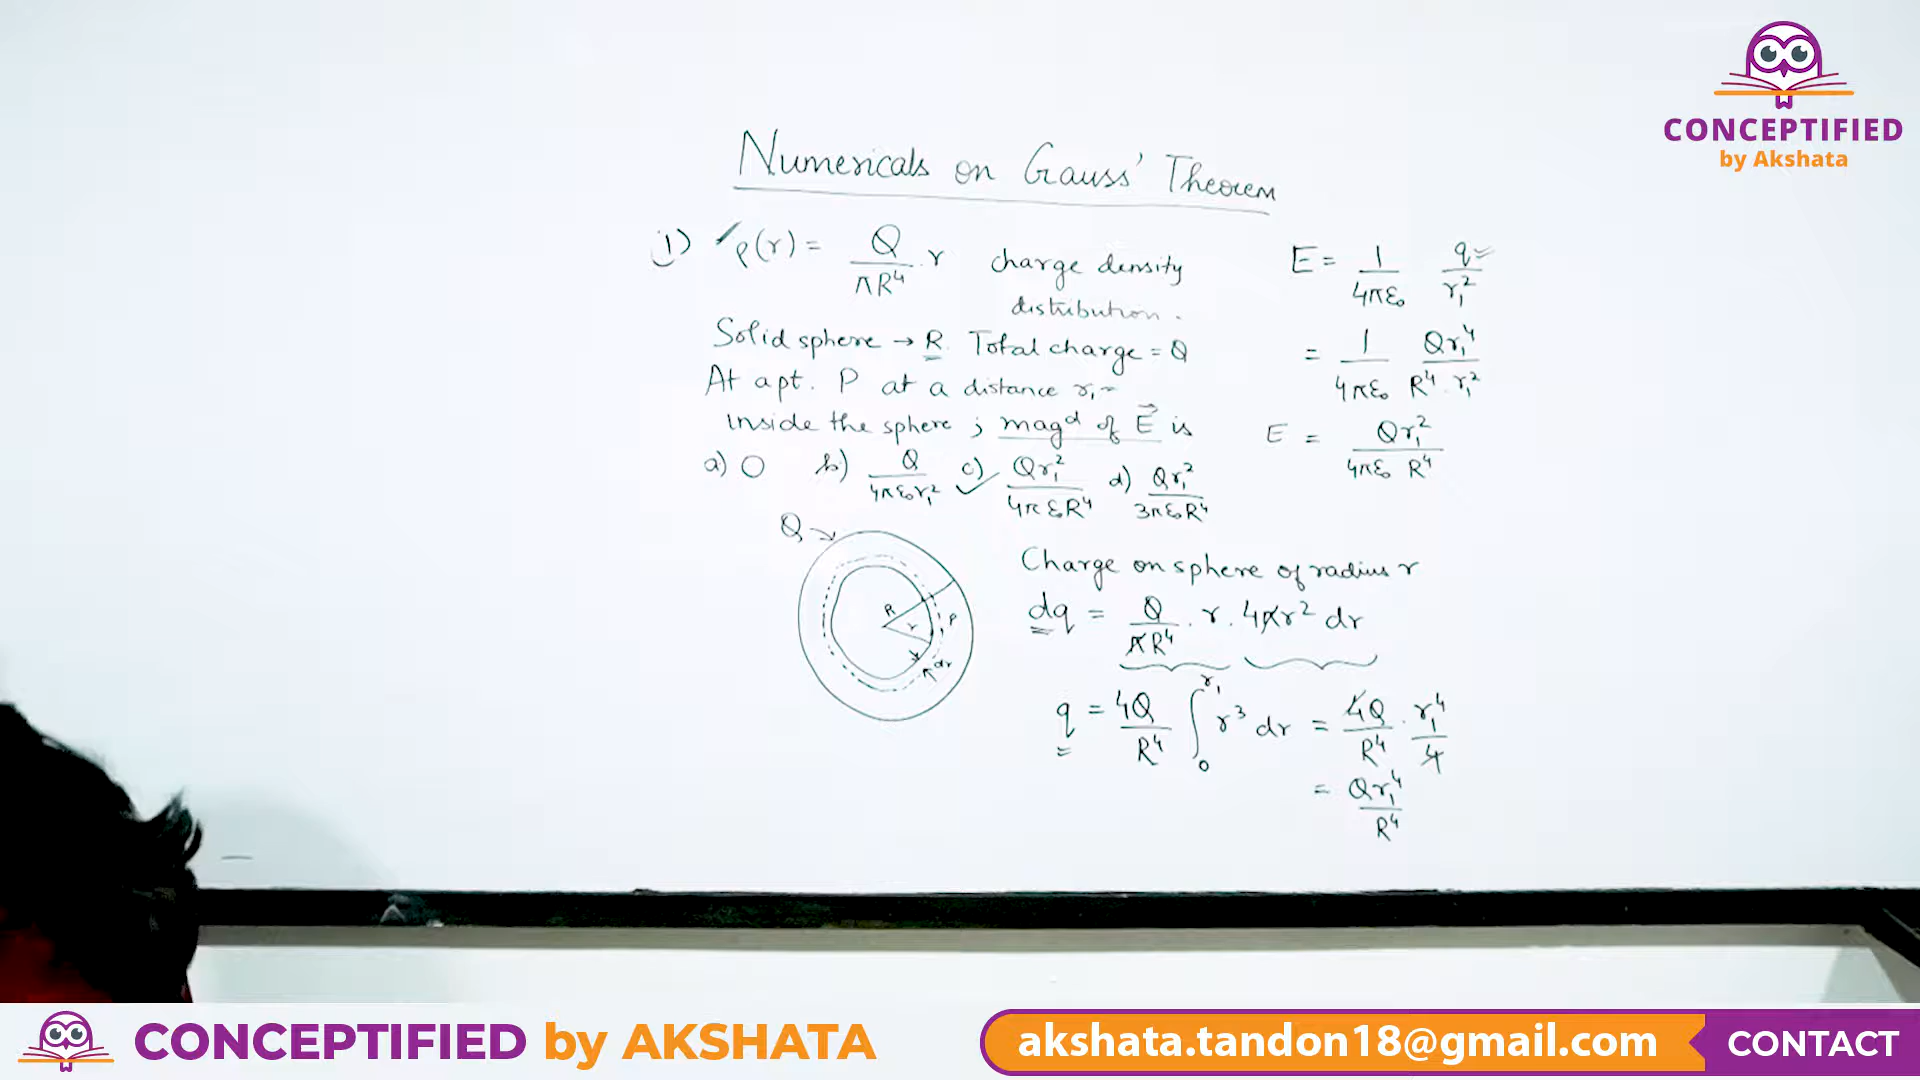 CONCEPTIFIED
by Akshata
Numericals on Gauss' Theorem
1) ρ(r) = Q/πR⁴ . r charge density
distribution.
Solid sphere → R. Total charge = Q
At a pt. P at a distance r₁
inside the sphere ; magᵈ of E⃗ is
a) 0 b) Q/4πε₀r₁² c) ✓ Qr₁²/4πε₀R⁴ d) Qr₁²/3πε₀R⁴
E = 1/4πε₀ q/r₁²
= 1/4πε₀ Qr₁⁴/R⁴ . r₁²
E = Qr₁²/4πε₀ R⁴
Q
R
r
P
dr
Charge on sphere of radius r
dq = Q/πR⁴ . r . 4πr² dr
q = 4Q/R⁴ ∫₀^r₁ r³ dr = 4Q/R⁴ . r₁⁴/4
= Qr₁⁴/R⁴
CONCEPTIFIED by AKSHATA
akshata.tandon18@gmail.com
CONTACT